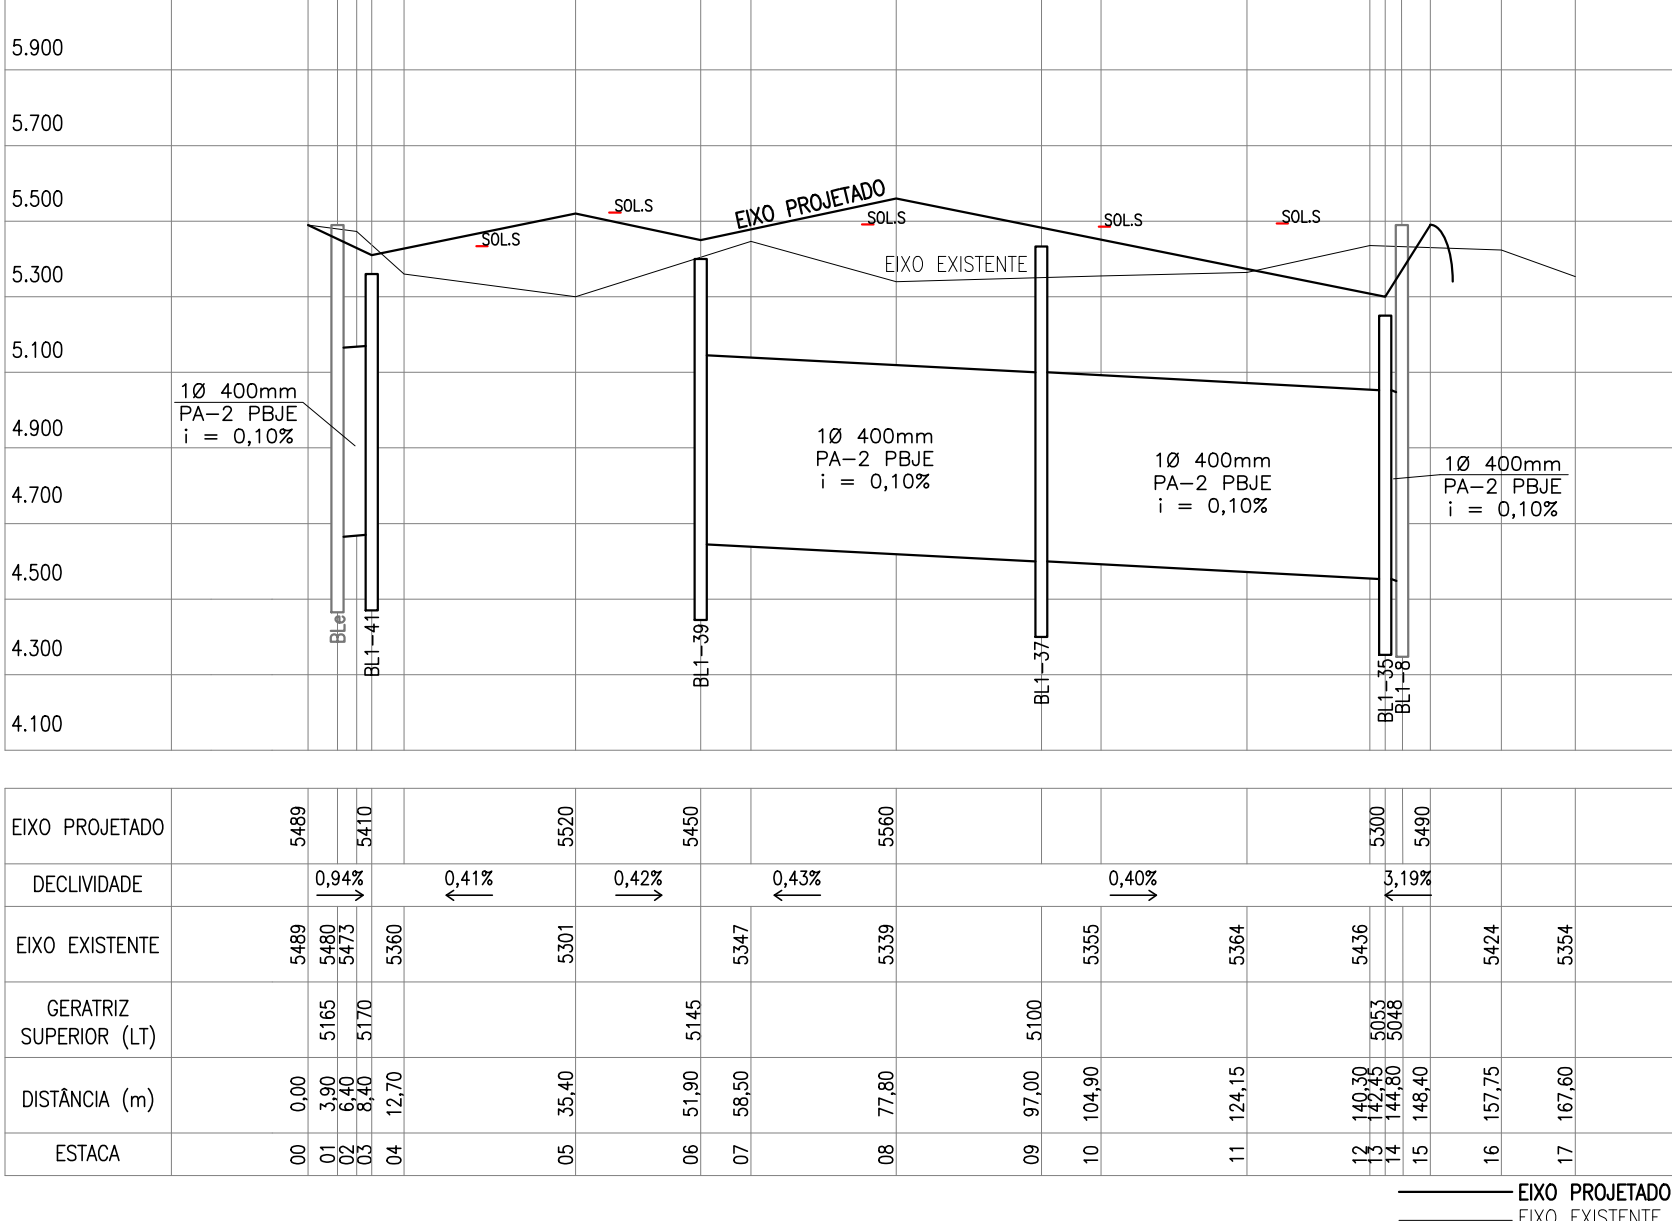 5.900
5.700
5.500
5.300
5.100
4.900
4.700
4.500
4.300
4.100
SOL.S
SOL.S
EIXO PROJETADO
SOL.S
SOL.S
SOL.S
EIXO EXISTENTE
1Ø 400mm
PA-2 PBJE
i = 0,10%
1Ø 400mm
PA-2 PBJE
i = 0,10%
1Ø 400mm
PA-2 PBJE
i = 0,10%
1Ø 400mm
PA-2 PBJE
i = 0,10%
BLe
BL1-41
BL1-39
BL1-37
BL1-35
BL1-8
EIXO PROJETADO 5489 5410 5520 5450 5560 5300 5490
DECLIVIDADE 0,94% 0,41% 0,42% 0,43% 0,40% 3,19%
EIXO EXISTENTE 5489 5480 5473 5360 5301 5347 5339 5355 5364 5436 5424 5354
GERATRIZ
SUPERIOR (LT) 5165 5170 5145 5100 5053 5048
DISTÂNCIA (m) 0,00 3,90 6,40 8,40 12,70 35,40 51,90 58,50 77,80 97,00 104,90 124,15 140,30 142,45 144,80 148,40 157,75 167,60
ESTACA 00 01 02 03 04 05 06 07 08 09 10 11 12 13 14 15 16 17
EIXO PROJETADO
EIXO EXISTENTE